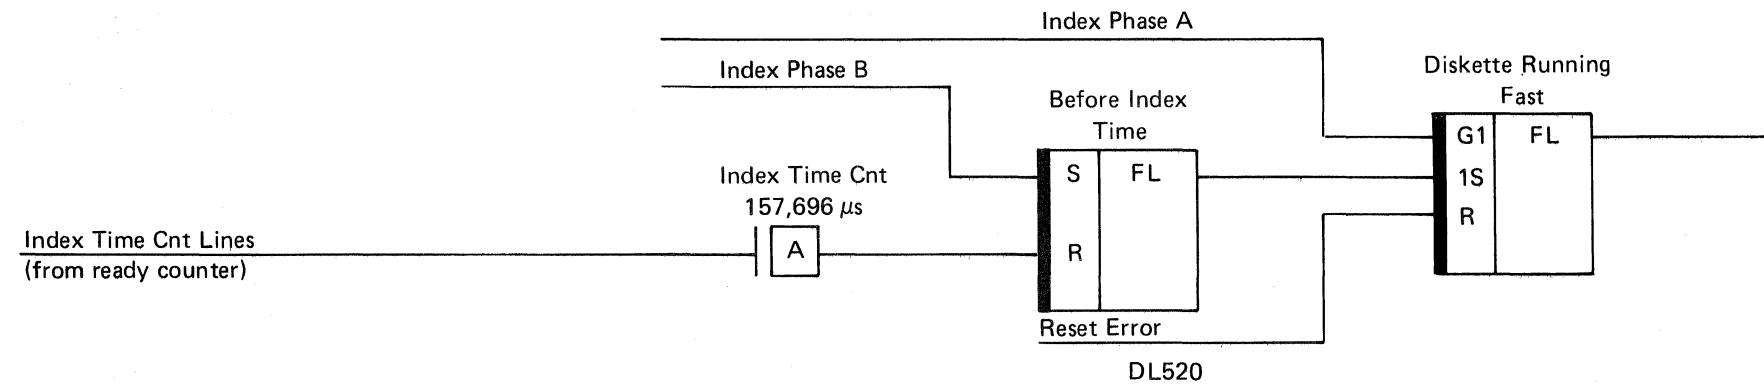 Index Phase A
Index Phase B
Diskette Running
Fast
Before Index
Time
G1
FL
S
FL
1S
Index Time Cnt
157,696 µs
R
Index Time Cnt Lines
A
R
(from ready counter)
Reset Error
DL520